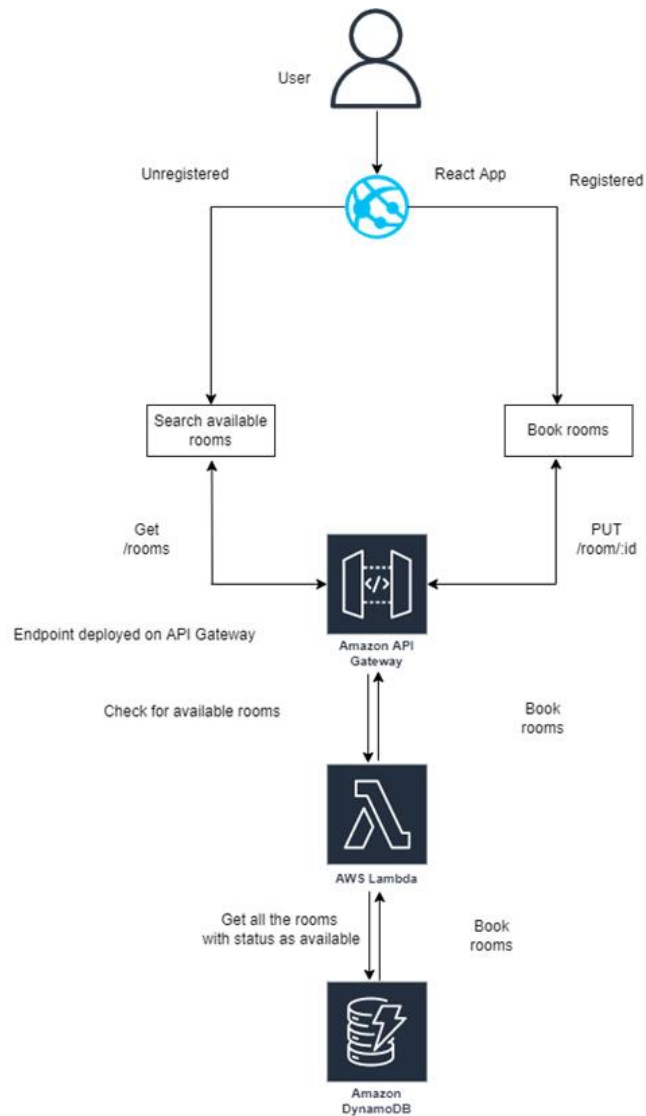 User
Unregistered
React App
Registered
Search available
rooms
Book rooms
Get
/rooms
PUT
/room/:id
Endpoint deployed on API Gateway
Amazon API
Gateway
Check for available rooms
Book
rooms
AWS Lambda
Get all the rooms
with status as available
Book
rooms
Amazon
DynamoDB